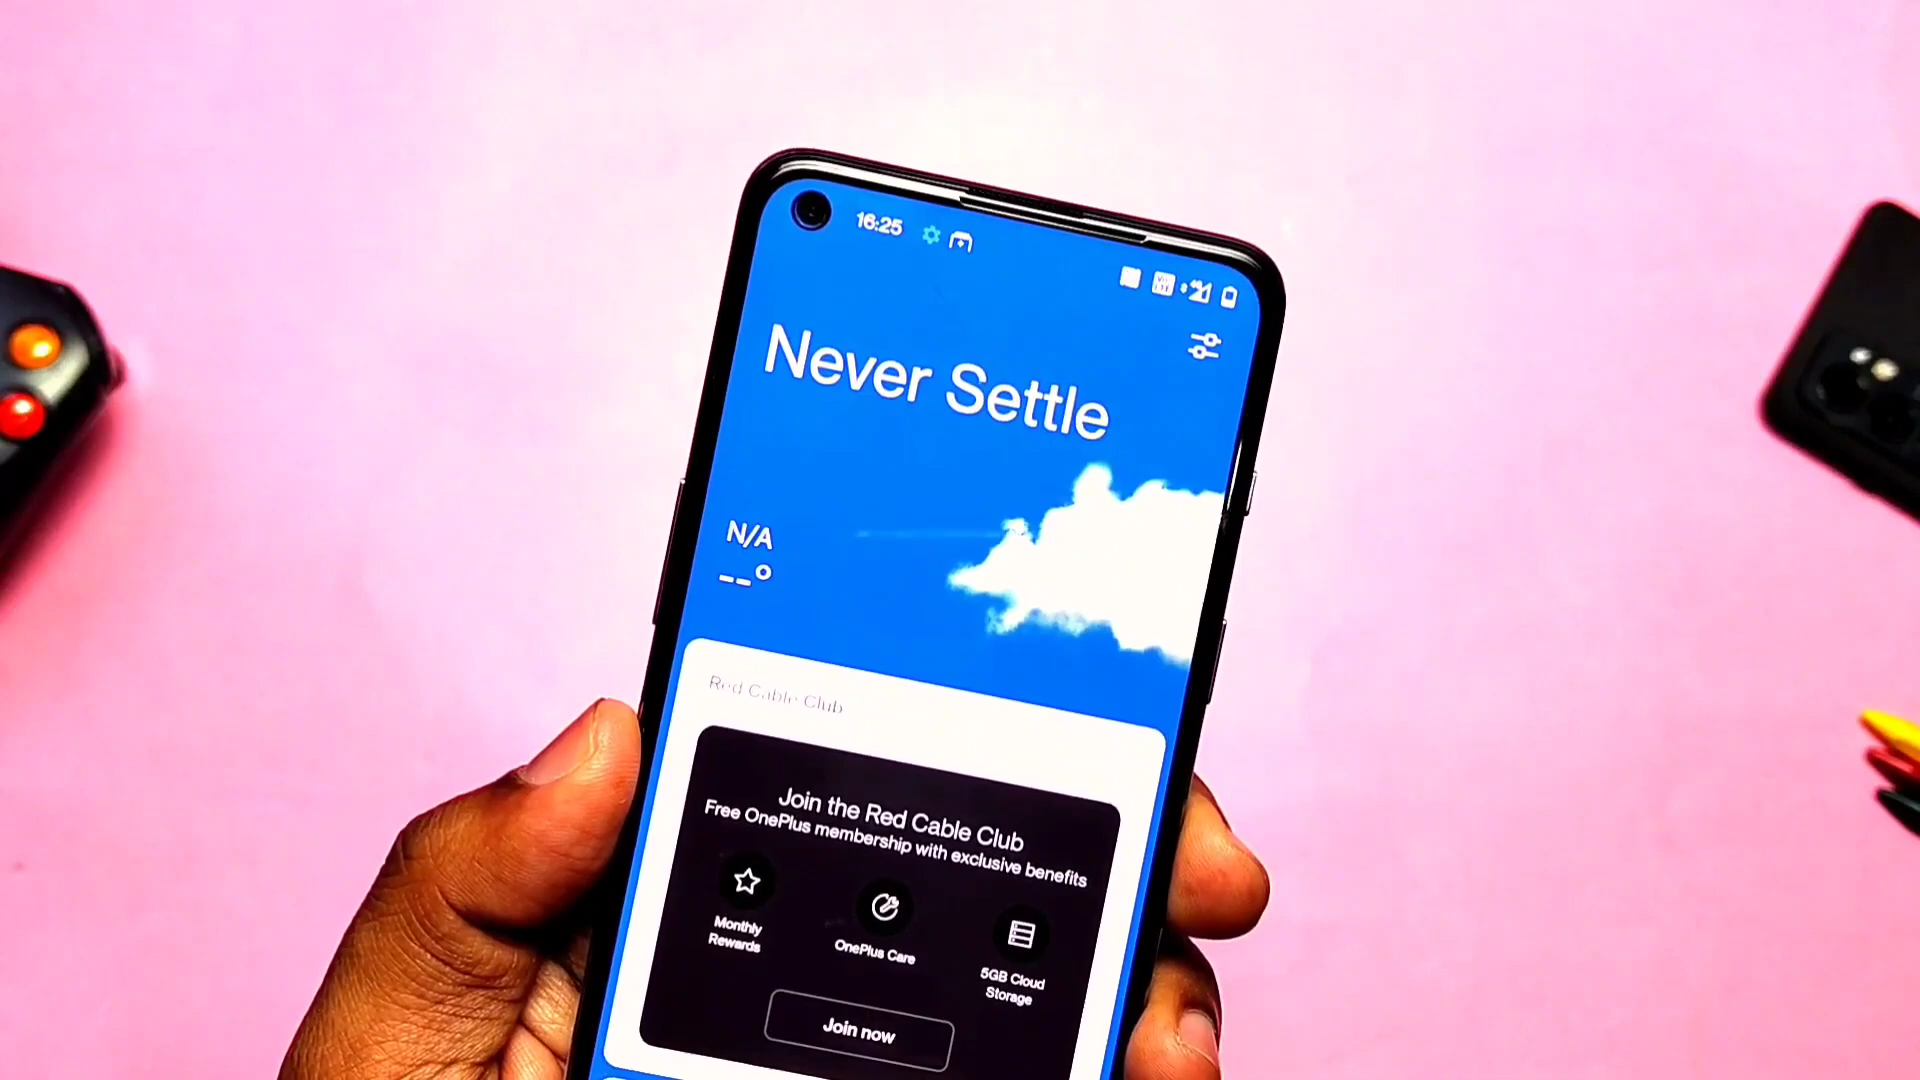 16:25
Never Settle
N/A
--°
Red Cable Club
Join the Red Cable Club
Free OnePlus membership with exclusive benefits
Monthly
Rewards
OnePlus Care
5GB Cloud
Storage
Join now